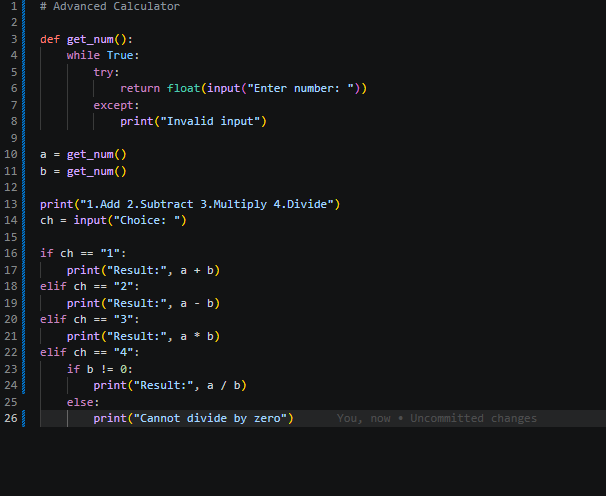 1 # Advanced Calculator
2
3 def get_num():
4     while True:
5         try:
6             return float(input("Enter number: "))
7         except:
8             print("Invalid input")
9
10 a = get_num()
11 b = get_num()
12
13 print("1.Add 2.Subtract 3.Multiply 4.Divide")
14 ch = input("Choice: ")
15
16 if ch == "1":
17     print("Result:", a + b)
18 elif ch == "2":
19     print("Result:", a - b)
20 elif ch == "3":
21     print("Result:", a * b)
22 elif ch == "4":
23     if b != 0:
24         print("Result:", a / b)
25     else:
26         print("Cannot divide by zero") You, now • Uncommitted changes